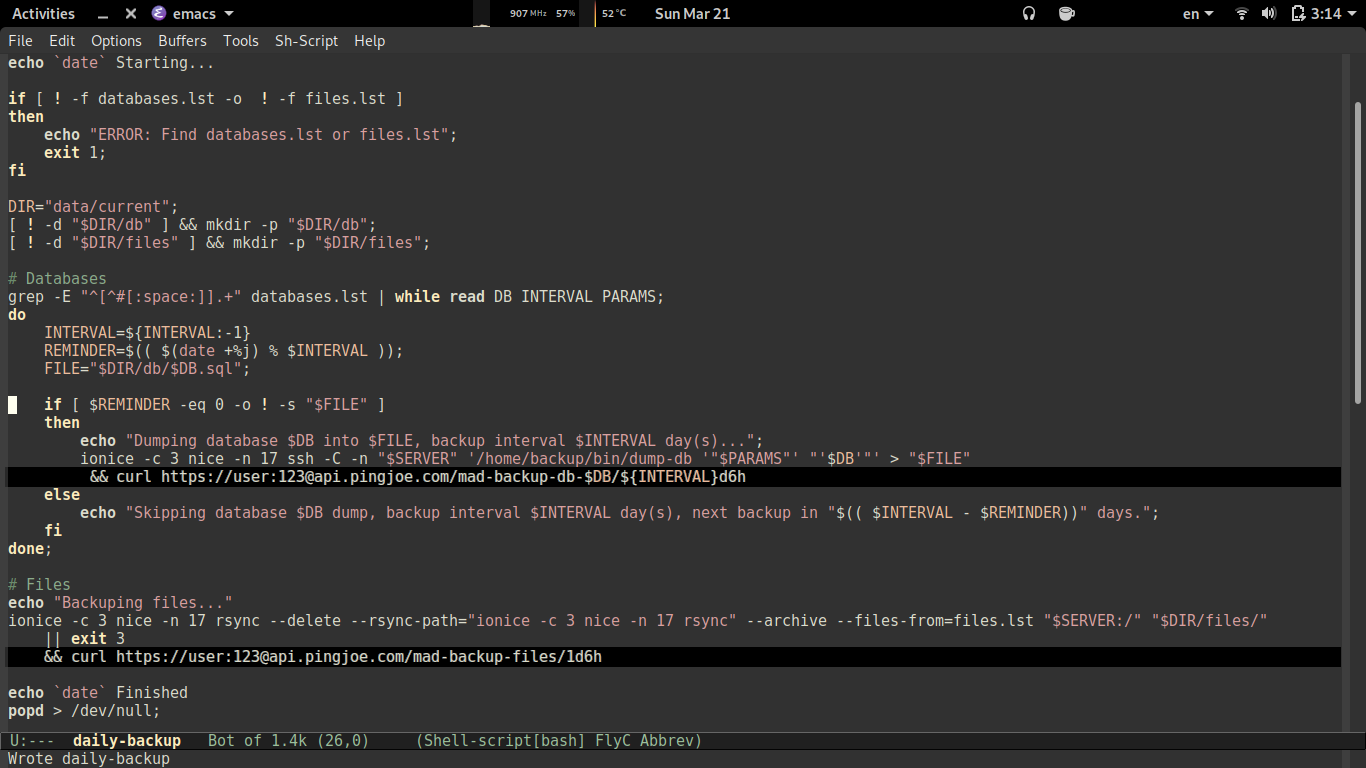 Activities emacs 907 MHz 57% 52 °C Sun Mar 21 en 3:14
File Edit Options Buffers Tools Sh-Script Help
echo `date` Starting...
if [ ! -f databases.lst -o  ! -f files.lst ]
then
    echo "ERROR: Find databases.lst or files.lst";
    exit 1;
fi
DIR="data/current";
[ ! -d "$DIR/db" ] && mkdir -p "$DIR/db";
[ ! -d "$DIR/files" ] && mkdir -p "$DIR/files";
# Databases
grep -E "^[^#[:space:]].+" databases.lst | while read DB INTERVAL PARAMS;
do
    INTERVAL=${INTERVAL:-1}
    REMINDER=$(( $(date +%j) % $INTERVAL ));
    FILE="$DIR/db/$DB.sql";
    if [ $REMINDER -eq 0 -o ! -s "$FILE" ]
    then
        echo "Dumping database $DB into $FILE, backup interval $INTERVAL day(s)...";
        ionice -c 3 nice -n 17 ssh -C -n "$SERVER" '/home/backup/bin/dump-db '"$PARAMS"' "'$DB'"' > "$FILE"
         && curl https://user:123@api.pingjoe.com/mad-backup-db-$DB/${INTERVAL}d6h
    else
        echo "Skipping database $DB dump, backup interval $INTERVAL day(s), next backup in "$(( $INTERVAL - $REMINDER))" days.";
    fi
done;
# Files
echo "Backuping files..."
ionice -c 3 nice -n 17 rsync --delete --rsync-path="ionice -c 3 nice -n 17 rsync" --archive --files-from=files.lst "$SERVER:/" "$DIR/files/"
    || exit 3
    && curl https://user:123@api.pingjoe.com/mad-backup-files/1d6h
echo `date` Finished
popd > /dev/null;
U:---  daily-backup   Bot of 1.4k (26,0)     (Shell-script[bash] FlyC Abbrev)
Wrote daily-backup